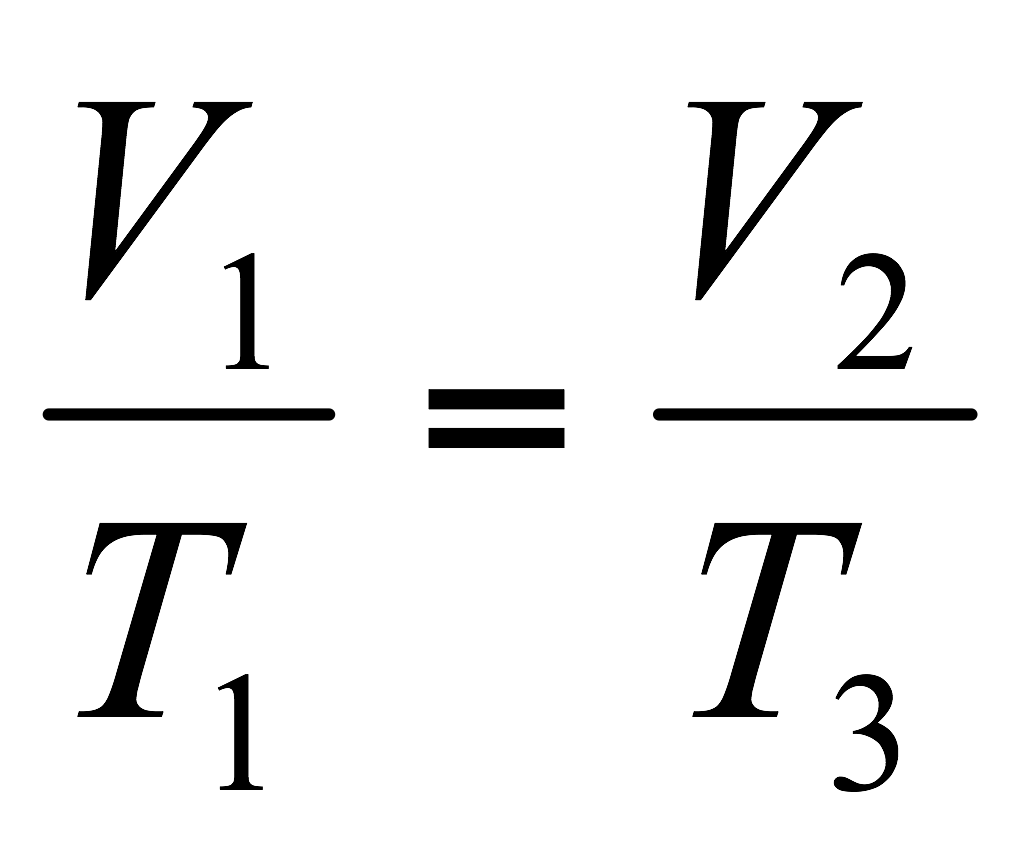 V₁/T₁ = V₂/T₃